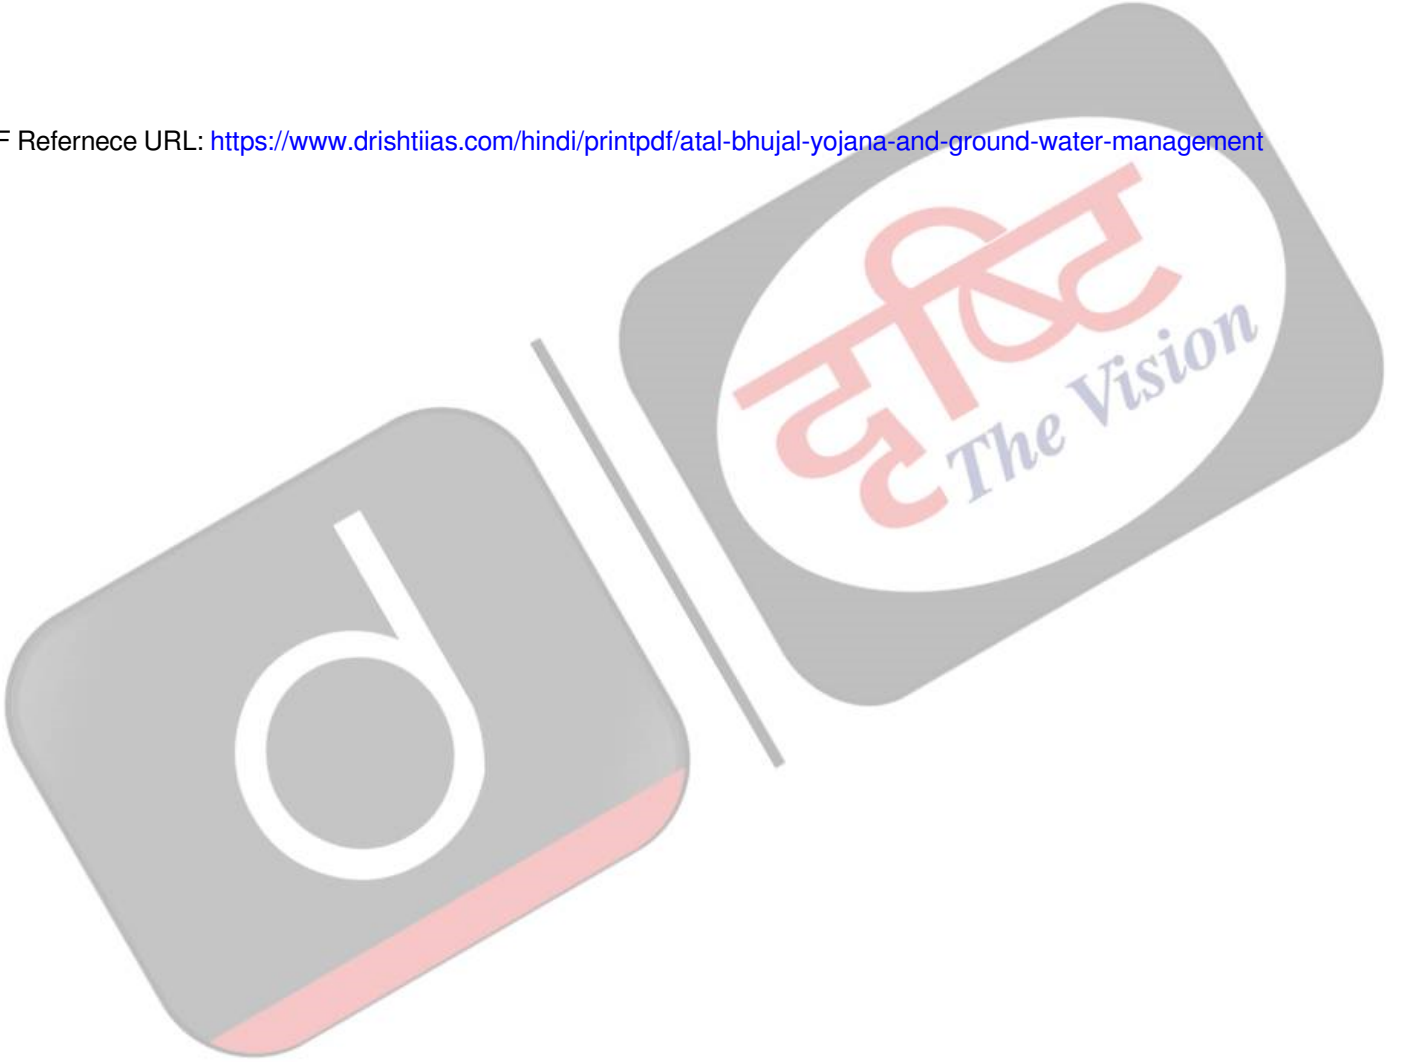 F Refernece URL: https://www.drishtiias.com/hindi/printpdf/atal-bhujal-yojana-and-ground-water-management
दृष्टि
The Vision
d